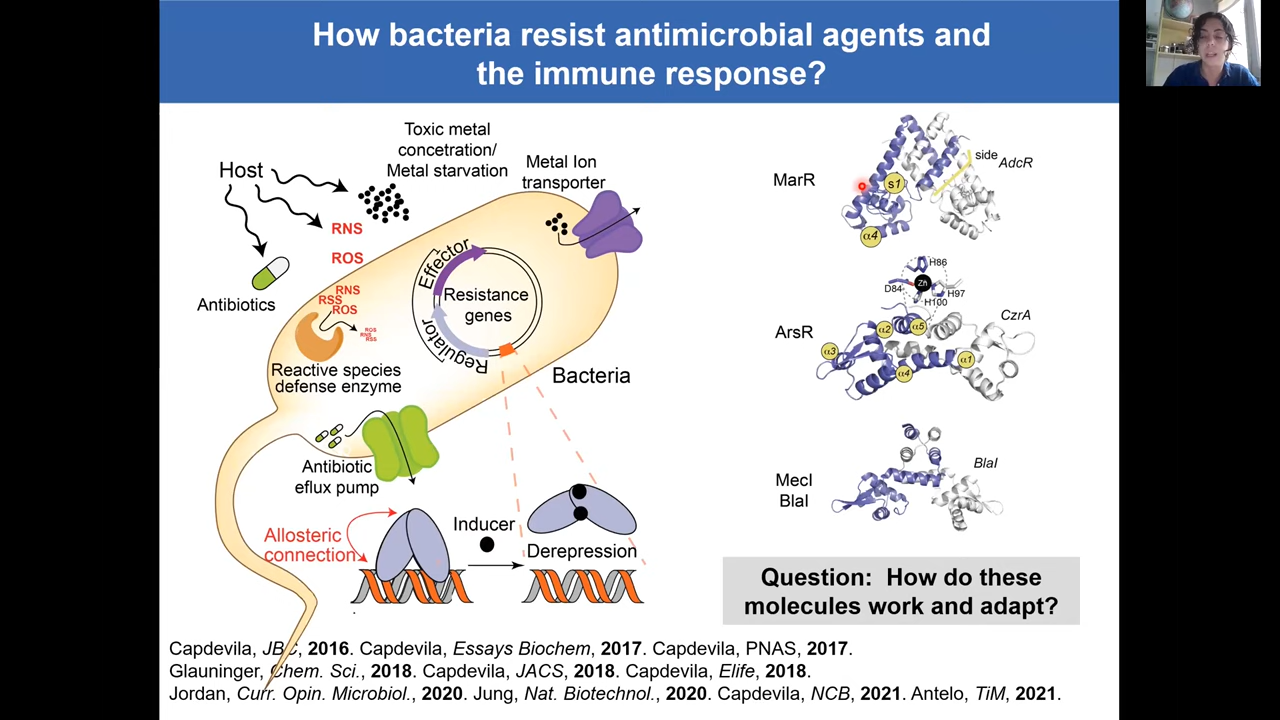 How bacteria resist antimicrobial agents and
the immune response?
Toxic metal
concetration/
Metal starvation
Metal Ion
transporter
Host
RNS
ROS
Antibiotics
RNS
RSS
ROS
ROS
RNS
RSS
Reactive species
defense enzyme
Effector
Resistance
genes
Regulator
Bacteria
Antibiotic
eflux pump
Allosteric
connection
Inducer
Derepression
MarR
side
AdcR
s1
α4
H86
D84
Zn
H97
H100
ArsR
CzrA
α2
α5
α3
α1
α4
MecI
BlaI
BlaI
Question: How do these
molecules work and adapt?
Capdevila, JBC, 2016. Capdevila, Essays Biochem, 2017. Capdevila, PNAS, 2017.
Glauninger, Chem. Sci., 2018. Capdevila, JACS, 2018. Capdevila, Elife, 2018.
Jordan, Curr. Opin. Microbiol., 2020. Jung, Nat. Biotechnol., 2020. Capdevila, NCB, 2021. Antelo, TiM, 2021.